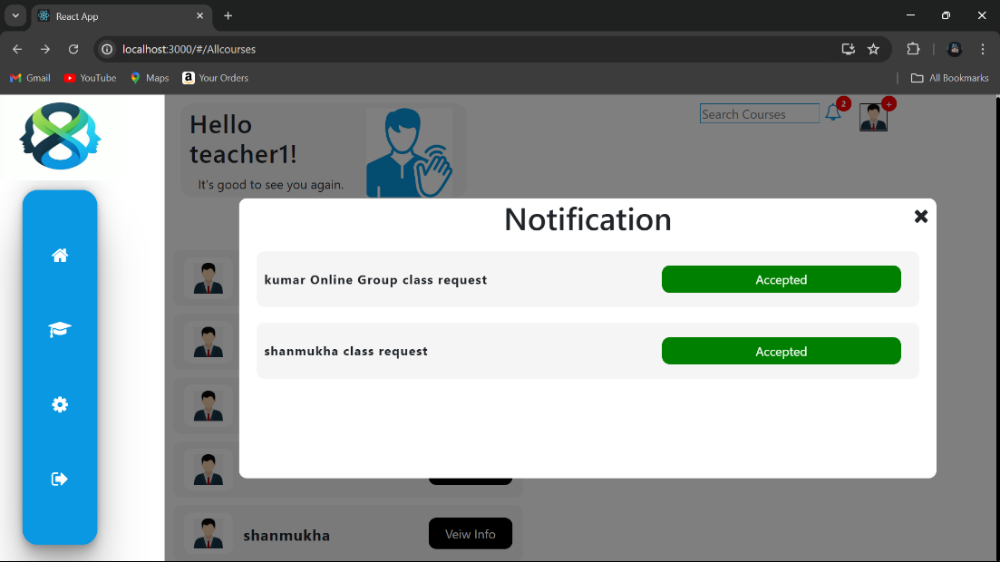 React App
localhost:3000/#/Allcourses
Gmail
YouTube
Maps
Your Orders
All Bookmarks
Hello
teacher1!
It's good to see you again.
Search Courses
2
+
Notification
kumar Online Group class request
Accepted
shanmukha class request
Accepted
shanmukha
Veiw Info